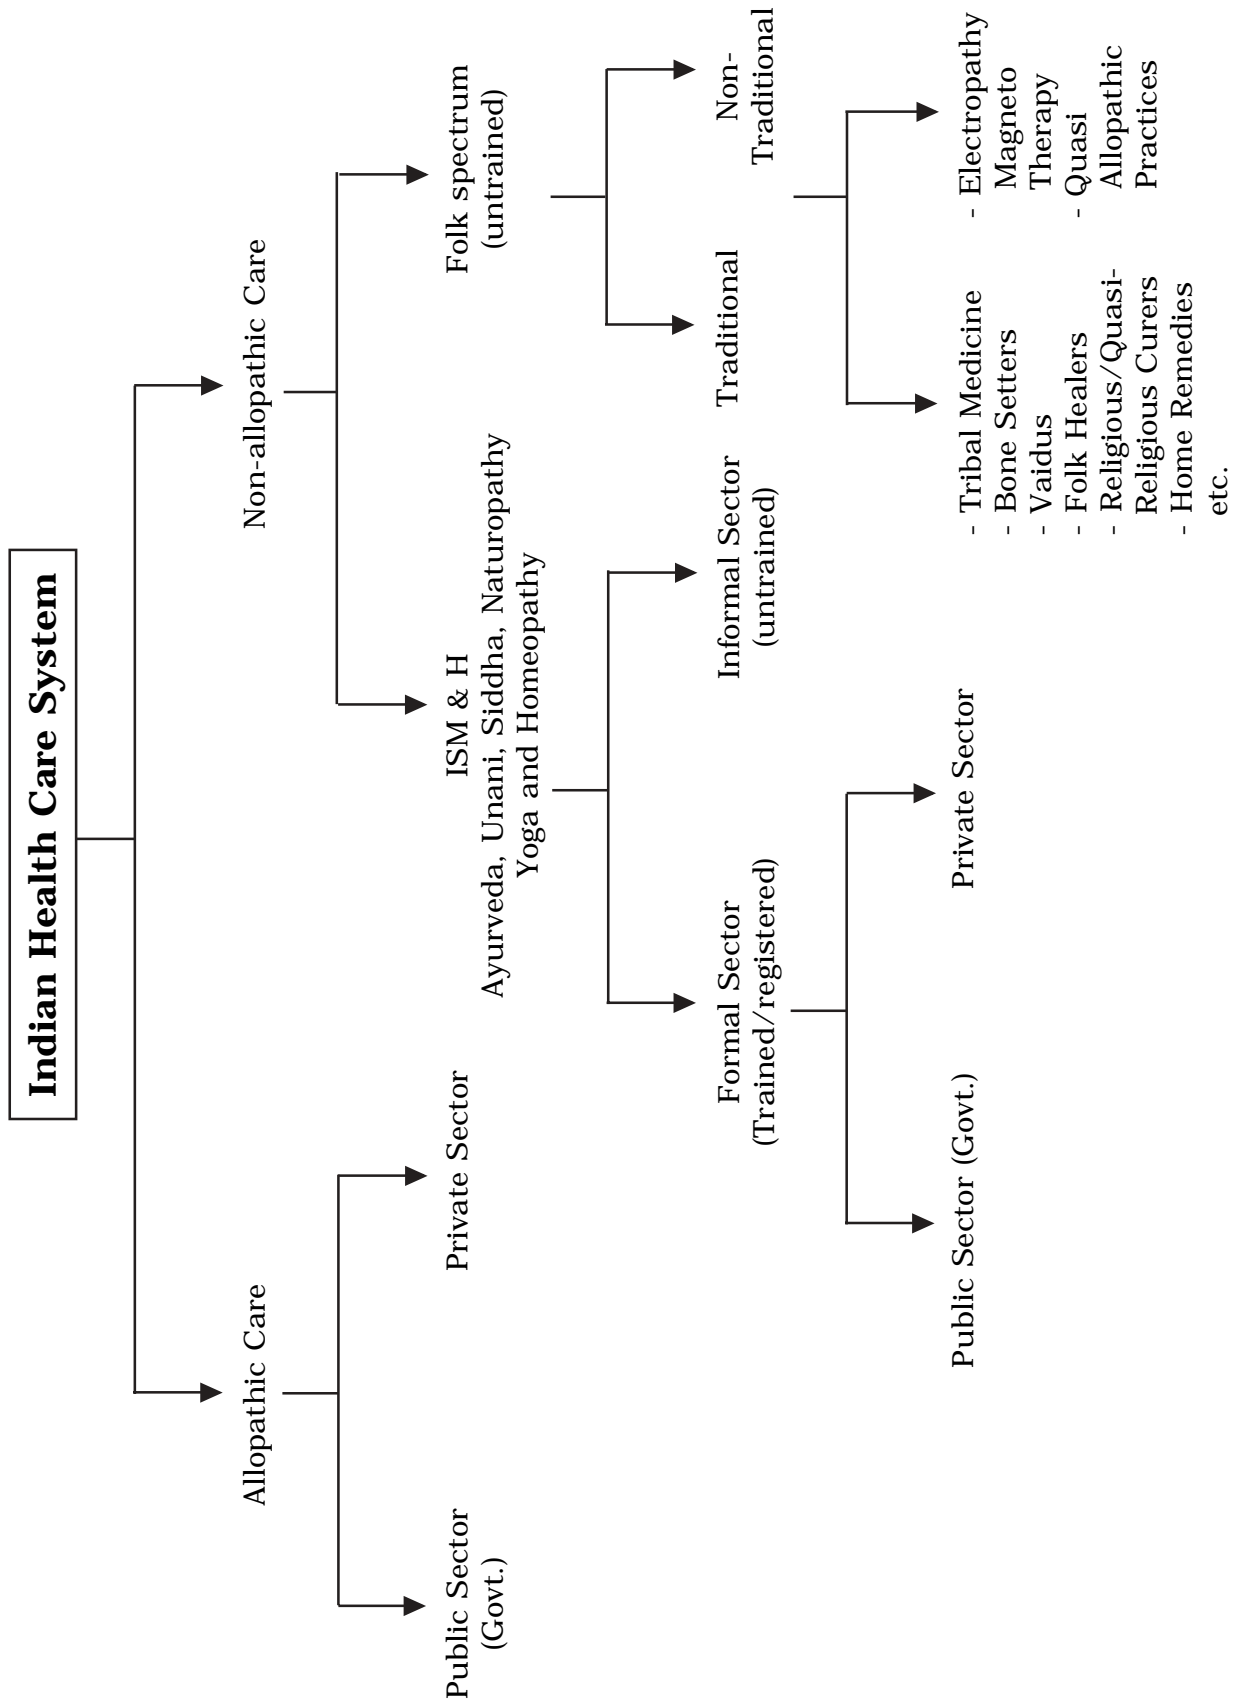 Indian Health Care System
Allopathic Care
Non-allopathic Care
Public Sector
(Govt.)
Private Sector
ISM & H
Ayurveda, Unani, Siddha, Naturopathy
Yoga and Homeopathy
Folk spectrum
(untrained)
Formal Sector
(Trained/registered)
Informal Sector
(untrained)
Traditional
Non-
Traditional
Public Sector (Govt.)
Private Sector
- Tribal Medicine
- Bone Setters
- Vaidus
- Folk Healers
- Religious/Quasi-
Religious Curers
- Home Remedies
etc.
- Electropathy
Magneto
Therapy
- Quasi
Allopathic
Practices